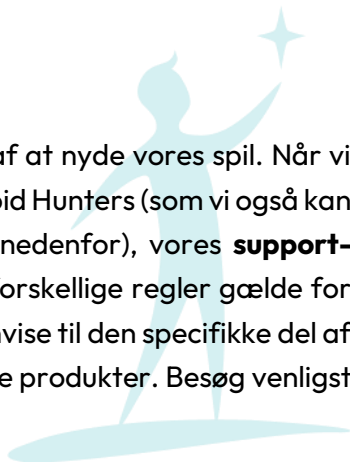 af at nyde vores spil. Når vi
Hunters (som vi også kan
nedenfor), vores support-
forskellige regler gælde for
vise til den specifikke del af
e produkter. Besøg venligst